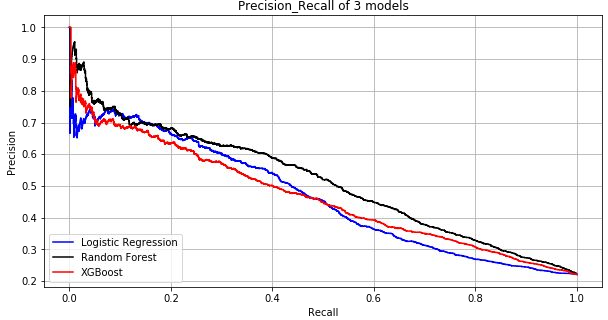 Precision_Recall of 3 models
Precision
1.0
0.9
0.8
0.7
0.6
0.5
0.4
0.3
0.2
Logistic Regression
Random Forest
XGBoost
0.0 0.2 0.4 0.6 0.8 1.0
Recall